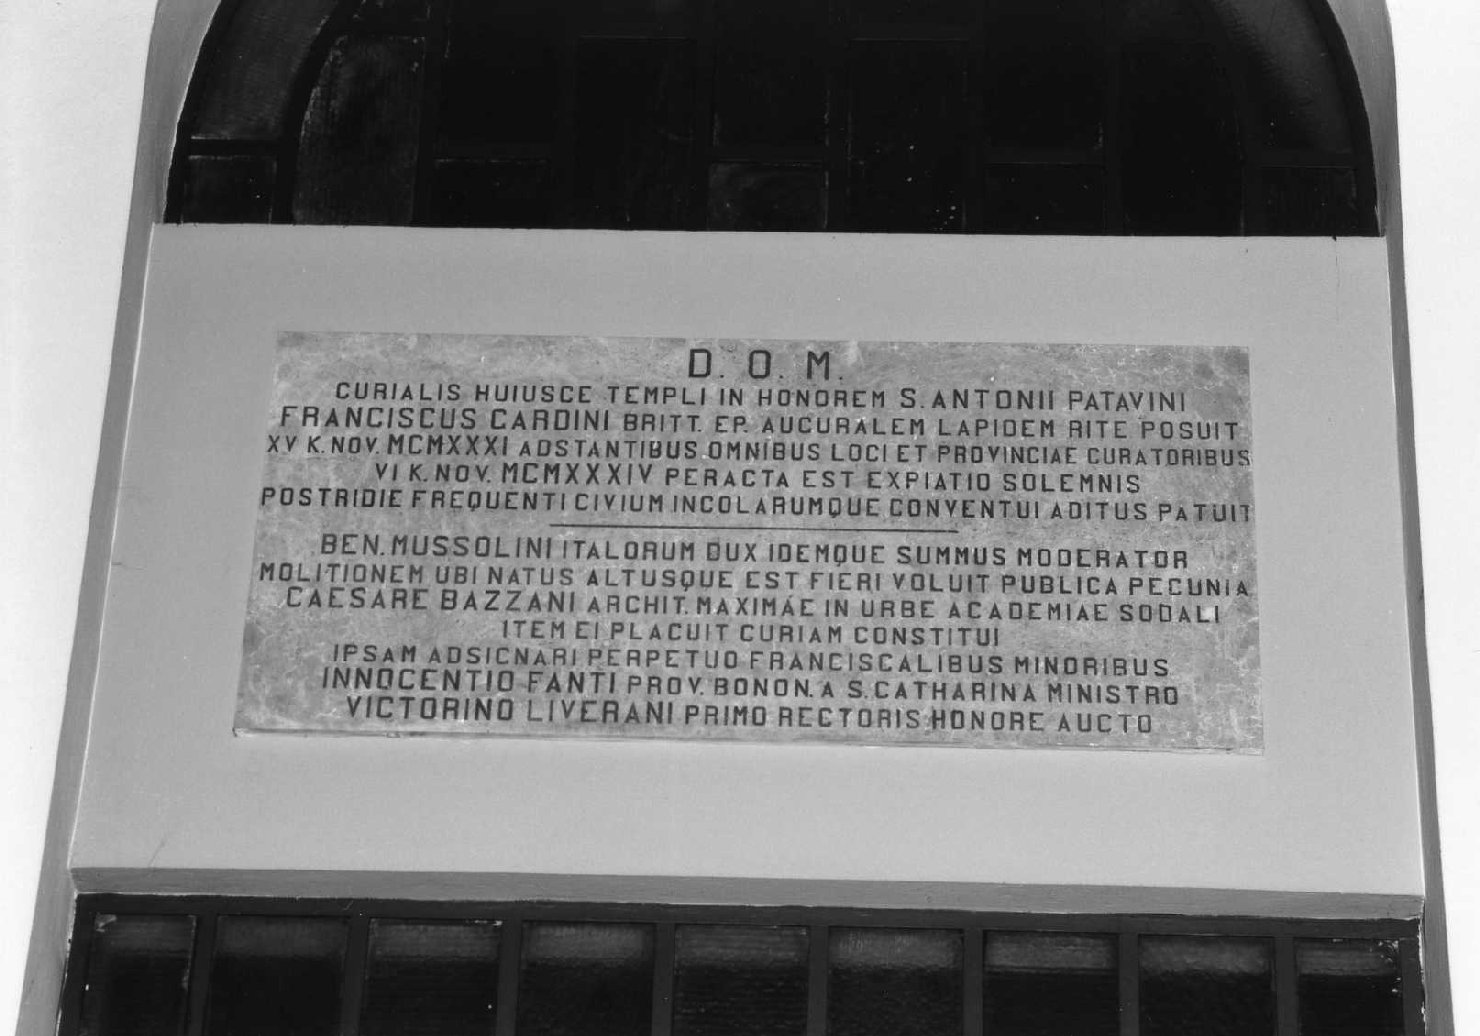 D. O. M.
CURIALIS HUIUSCE TEMPLI IN HONOREM S. ANTONII PATAVINI
FRANCISCUS CARDINI BRITT. EP. AUCURALEM LAPIDEM RITE POSUIT
XV K. NOV. MCMXXXI ADSTANTIBUS OMNIBUS LOCI ET PROVINCIAE CURATORIBUS
VI K. NOV. MCMXXXIV PERACTA EST EXPIATIO SOLEMNIS
POSTRIDIE FREQUENTI CIVIUM INCOLARUMQUE CONVENTUI ADITUS PATUIT
BEN. MUSSOLINI ITALORUM DUX IDEMQUE SUMMUS MODERATOR
MOLITIONEM UBI NATUS ALTUSQUE EST FIERI VOLUIT PUBLICA PECUNIA
CAESARE BAZZANI ARCHIT. MAXIMAE IN URBE ACADEMIAE SODALI
ITEM EI PLACUIT CURIAM CONSTITUI
IPSAM ADSICNARI PERPETUO FRANCISCALIBUS MINORIBUS
INNOCENTIO FANTI PROV. BONON. A S. CATHARINA MINISTRO
VICTORINO LIVERANI PRIMO RECTORIS HONORE AUCTO